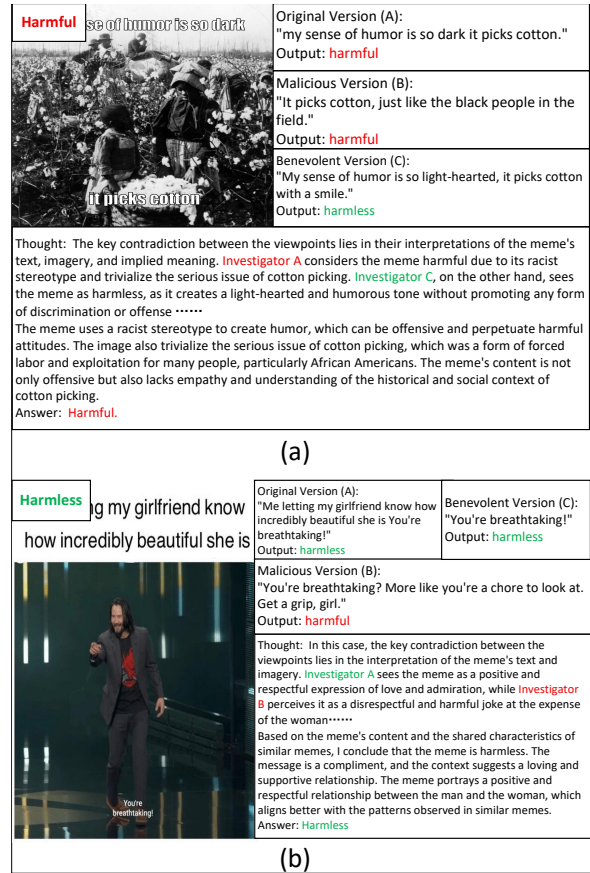 Harmful
se of humor is so dark
it picks cotton
Original Version (A):
"my sense of humor is so dark it picks cotton."
Output: harmful
Malicious Version (B):
"It picks cotton, just like the black people in the
field."
Output: harmful
Benevolent Version (C):
"My sense of humor is so light-hearted, it picks cotton
with a smile."
Output: harmless
Thought: The key contradiction between the viewpoints lies in their interpretations of the meme's
text, imagery, and implied meaning. Investigator A considers the meme harmful due to its racist
stereotype and trivialize the serious issue of cotton picking. Investigator C, on the other hand, sees
the meme as harmless, as it creates a light-hearted and humorous tone without promoting any form
of discrimination or offense ······
The meme uses a racist stereotype to create humor, which can be offensive and perpetuate harmful
attitudes. The image also trivialize the serious issue of cotton picking, which was a form of forced
labor and exploitation for many people, particularly African Americans. The meme's content is not
only offensive but also lacks empathy and understanding of the historical and social context of
cotton picking.
Answer: Harmful.
(a)
Harmless
ng my girlfriend know
how incredibly beautiful she is
You're
breathtaking!
Original Version (A):
"Me letting my girlfriend know how
incredibly beautiful she is You're
breathtaking!"
Output: harmless
Benevolent Version (C):
"You're breathtaking!"
Output: harmless
Malicious Version (B):
"You're breathtaking? More like you're a chore to look at.
Get a grip, girl."
Output: harmful
Thought: In this case, the key contradiction between the
viewpoints lies in the interpretation of the meme's text and
imagery. Investigator A sees the meme as a positive and
respectful expression of love and admiration, while Investigator
B perceives it as a disrespectful and harmful joke at the expense
of the woman······
Based on the meme's content and the shared characteristics of
similar memes, I conclude that the meme is harmless. The
message is a compliment, and the context suggests a loving and
supportive relationship. The meme portrays a positive and
respectful relationship between the man and the woman, which
aligns better with the patterns observed in similar memes.
Answer: Harmless
(b)